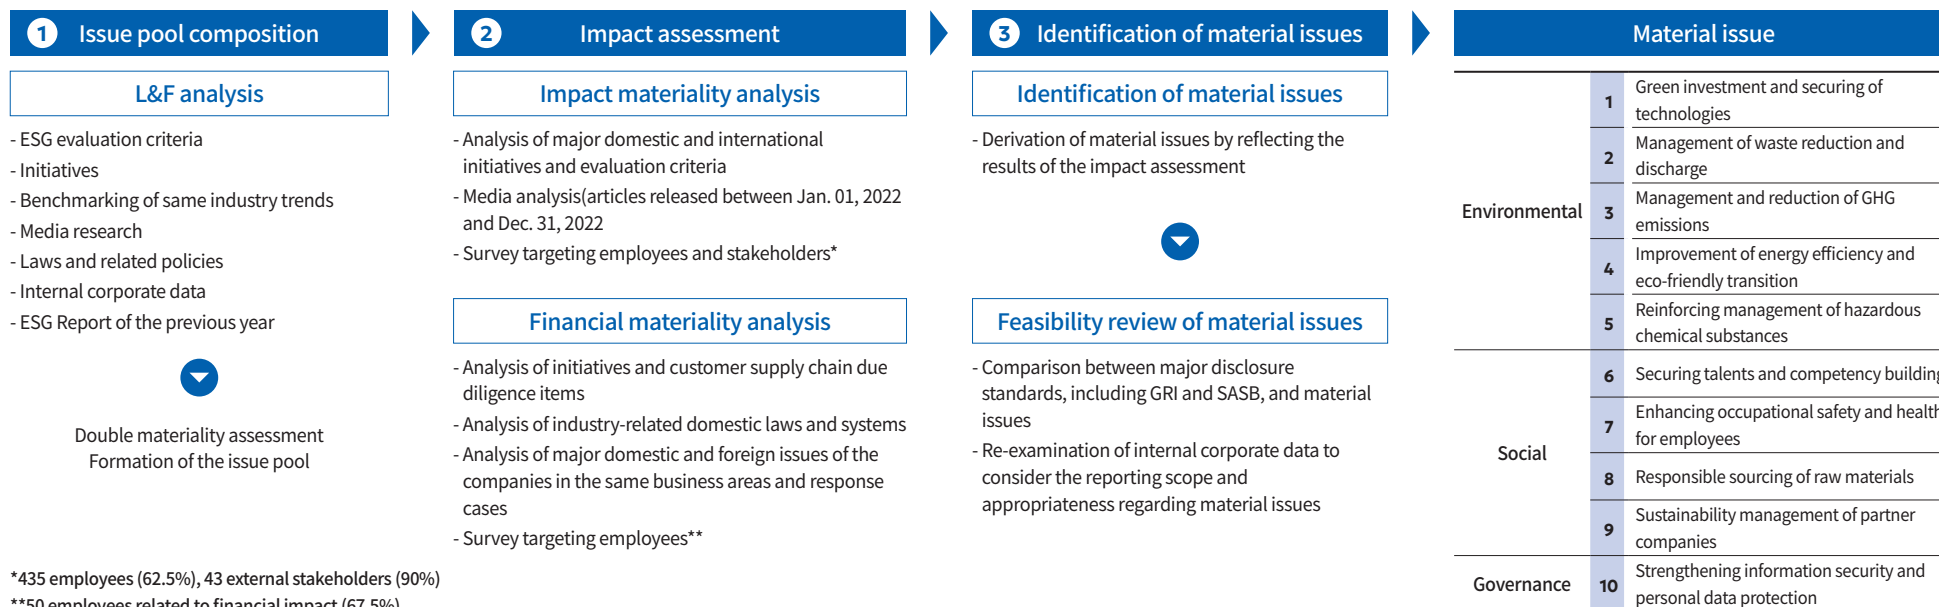 1 Issue pool composition
L&F analysis
- ESG evaluation criteria
- Initiatives
- Benchmarking of same industry trends
- Media research
- Laws and related policies
- Internal corporate data
- ESG Report of the previous year
Double materiality assessment
Formation of the issue pool
2 Impact assessment
Impact materiality analysis
- Analysis of major domestic and international
initiatives and evaluation criteria
- Media analysis(articles released between Jan. 01, 2022
and Dec. 31, 2022
- Survey targeting employees and stakeholders*
Financial materiality analysis
- Analysis of initiatives and customer supply chain due
diligence items
- Analysis of industry-related domestic laws and systems
- Analysis of major domestic and foreign issues of the
companies in the same business areas and response
cases
- Survey targeting employees**
3 Identification of material issues
Identification of material issues
- Derivation of material issues by reflecting the
results of the impact assessment
Feasibility review of material issues
- Comparison between major disclosure
standards, including GRI and SASB, and material
issues
- Re-examination of internal corporate data to
consider the reporting scope and
appropriateness regarding material issues
Material issue
Environmental
1 Green investment and securing of
technologies
2 Management of waste reduction and
discharge
3 Management and reduction of GHG
emissions
4 Improvement of energy efficiency and
eco-friendly transition
5 Reinforcing management of hazardous
chemical substances
Social
6 Securing talents and competency building
7 Enhancing occupational safety and health
for employees
8 Responsible sourcing of raw materials
9 Sustainability management of partner
companies
Governance
10 Strengthening information security and
personal data protection
*435 employees (62.5%), 43 external stakeholders (90%)
**50 employees related to financial impact (67.5%)